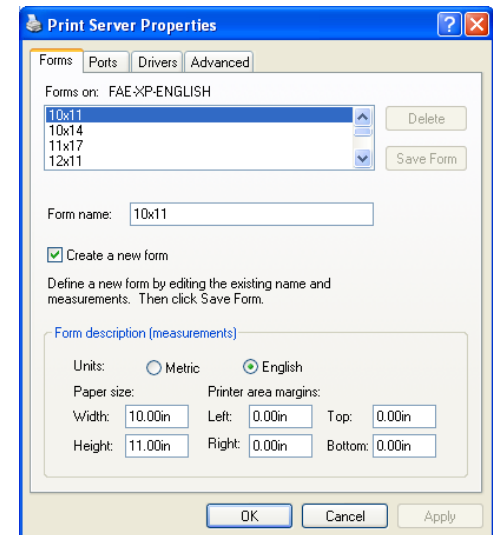 Print Server Properties
Forms Ports Drivers Advanced
Forms on: FAE-XP-ENGLISH
10x11
10x14
11x17
12x11
Delete
Save Form
Form name: 10x11
Create a new form
Define a new form by editing the existing name and
measurements. Then click Save Form.
Form description (measurements)
Units: Metric English
Paper size: Printer area margins:
Width: 10.00in Left: 0.00in Top: 0.00in
Height: 11.00in Right: 0.00in Bottom: 0.00in
OK Cancel Apply